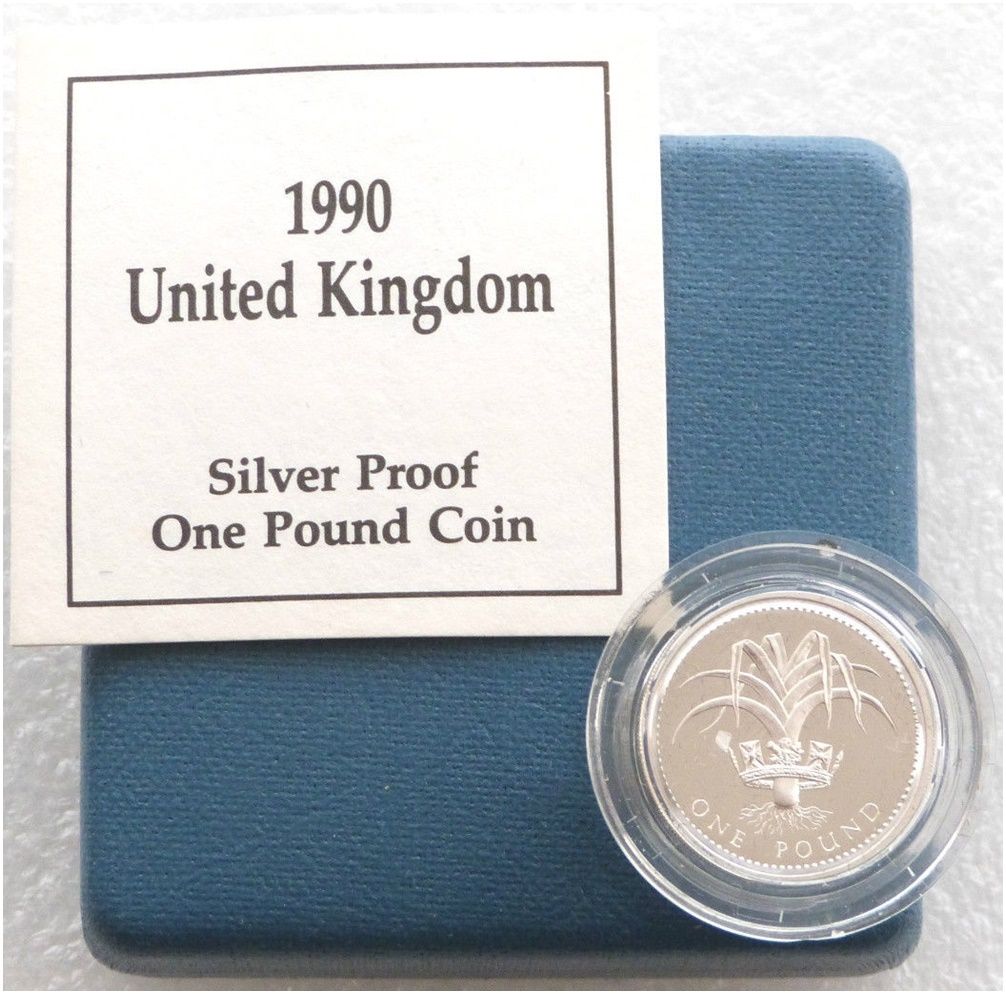 1990
United Kingdom
Silver Proof
One Pound Coin
ONE POUND